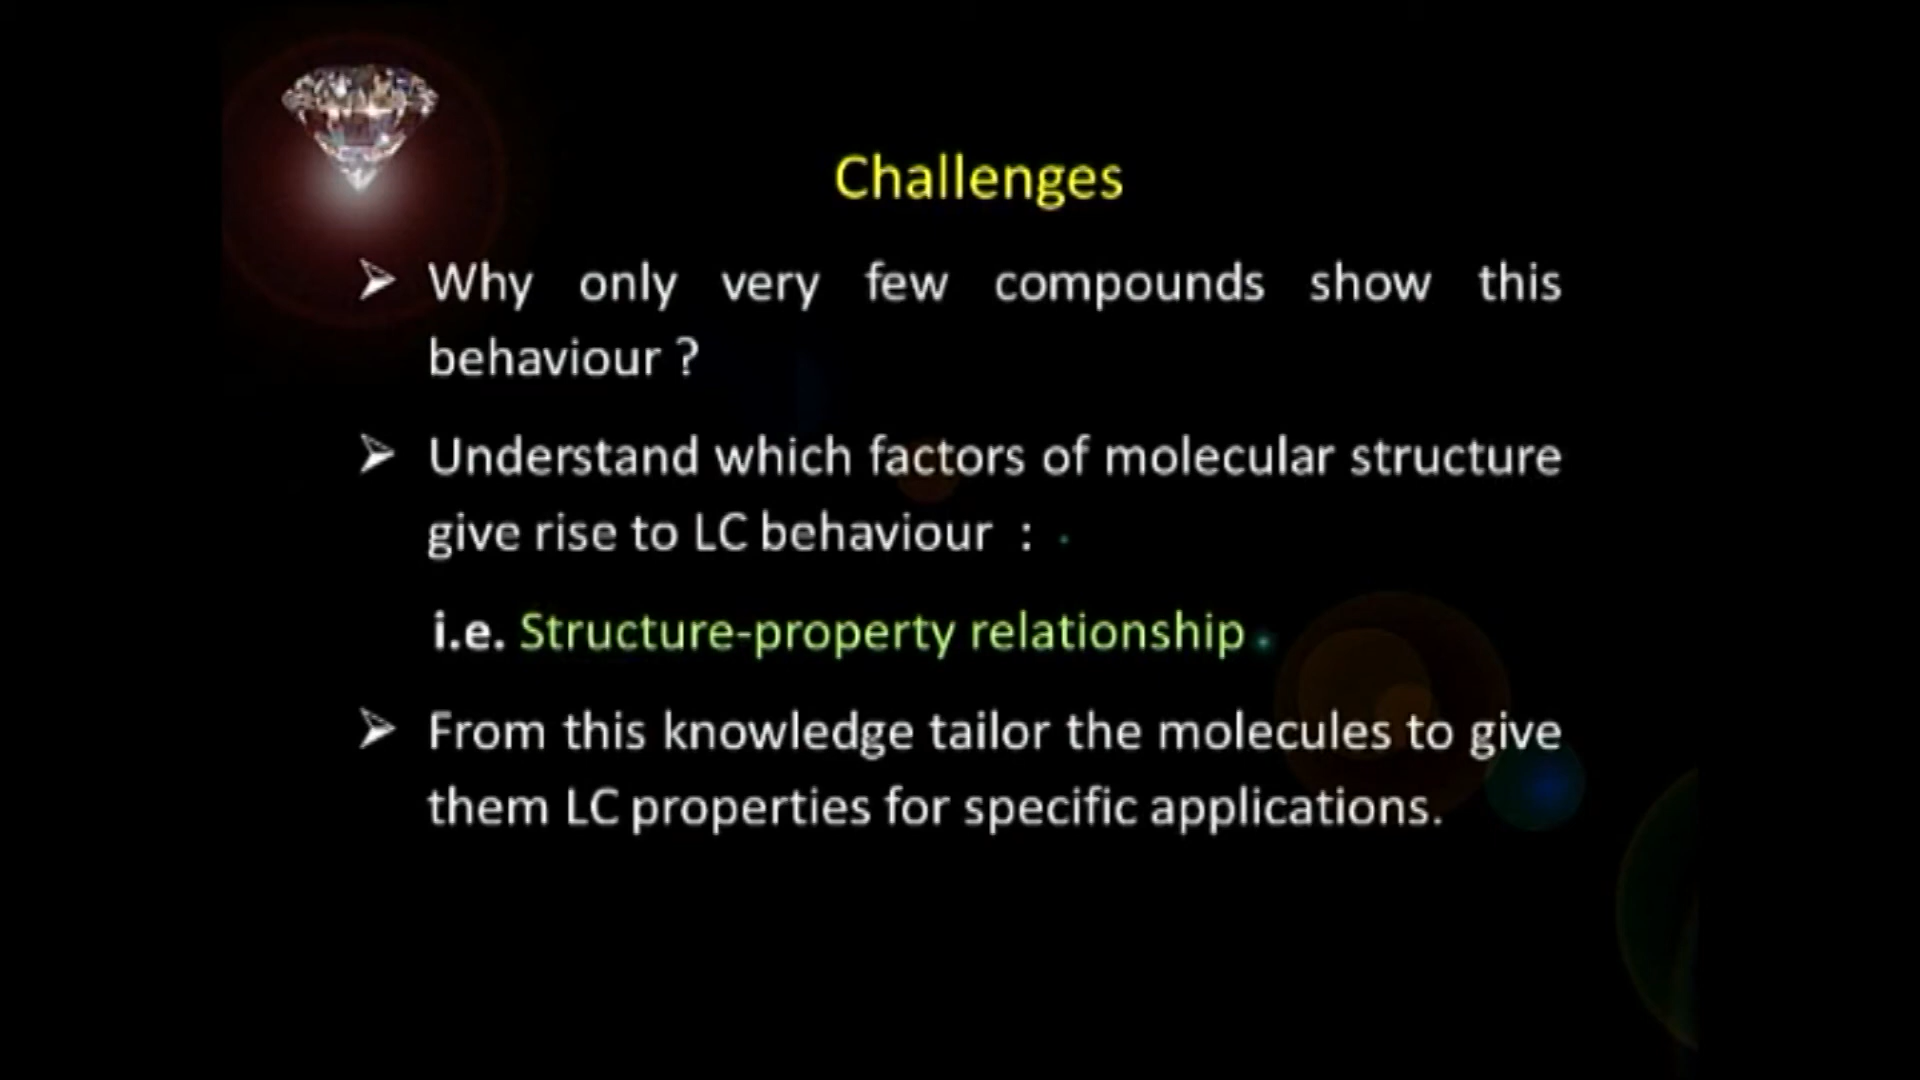 Challenges
➢ Why only very few compounds show this
behaviour ?
➢ Understand which factors of molecular structure
give rise to LC behaviour :
i.e. Structure-property relationship
➢ From this knowledge tailor the molecules to give
them LC properties for specific applications.